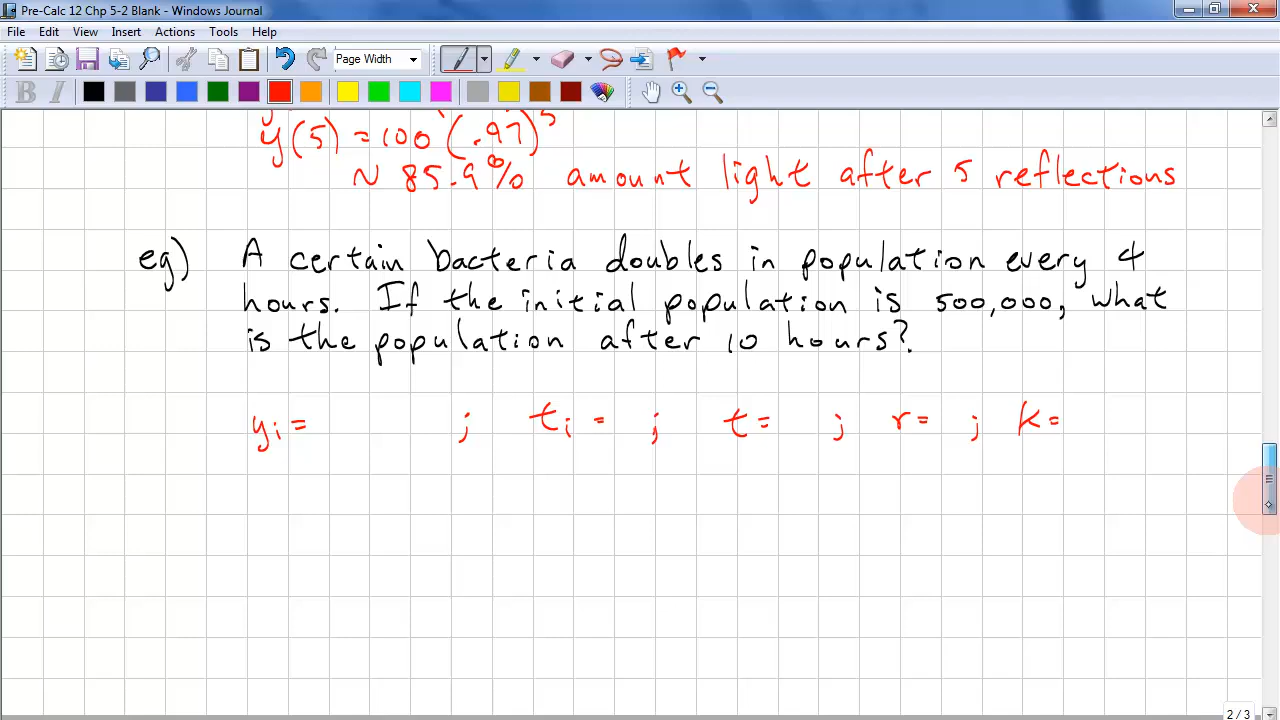 Pre-Calc 12 Chp 5-2 Blank - Windows Journal
File Edit View Insert Actions Tools Help
Page Width
B I
y(5) = 100 (.97)^5
~ 85.9% amount light after 5 reflections
eg) A certain bacteria doubles in population every 4
hours. If the initial population is 500,000, what
is the population after 10 hours?
yi = ; ti = ; t = ; r = ; k =
2 / 3